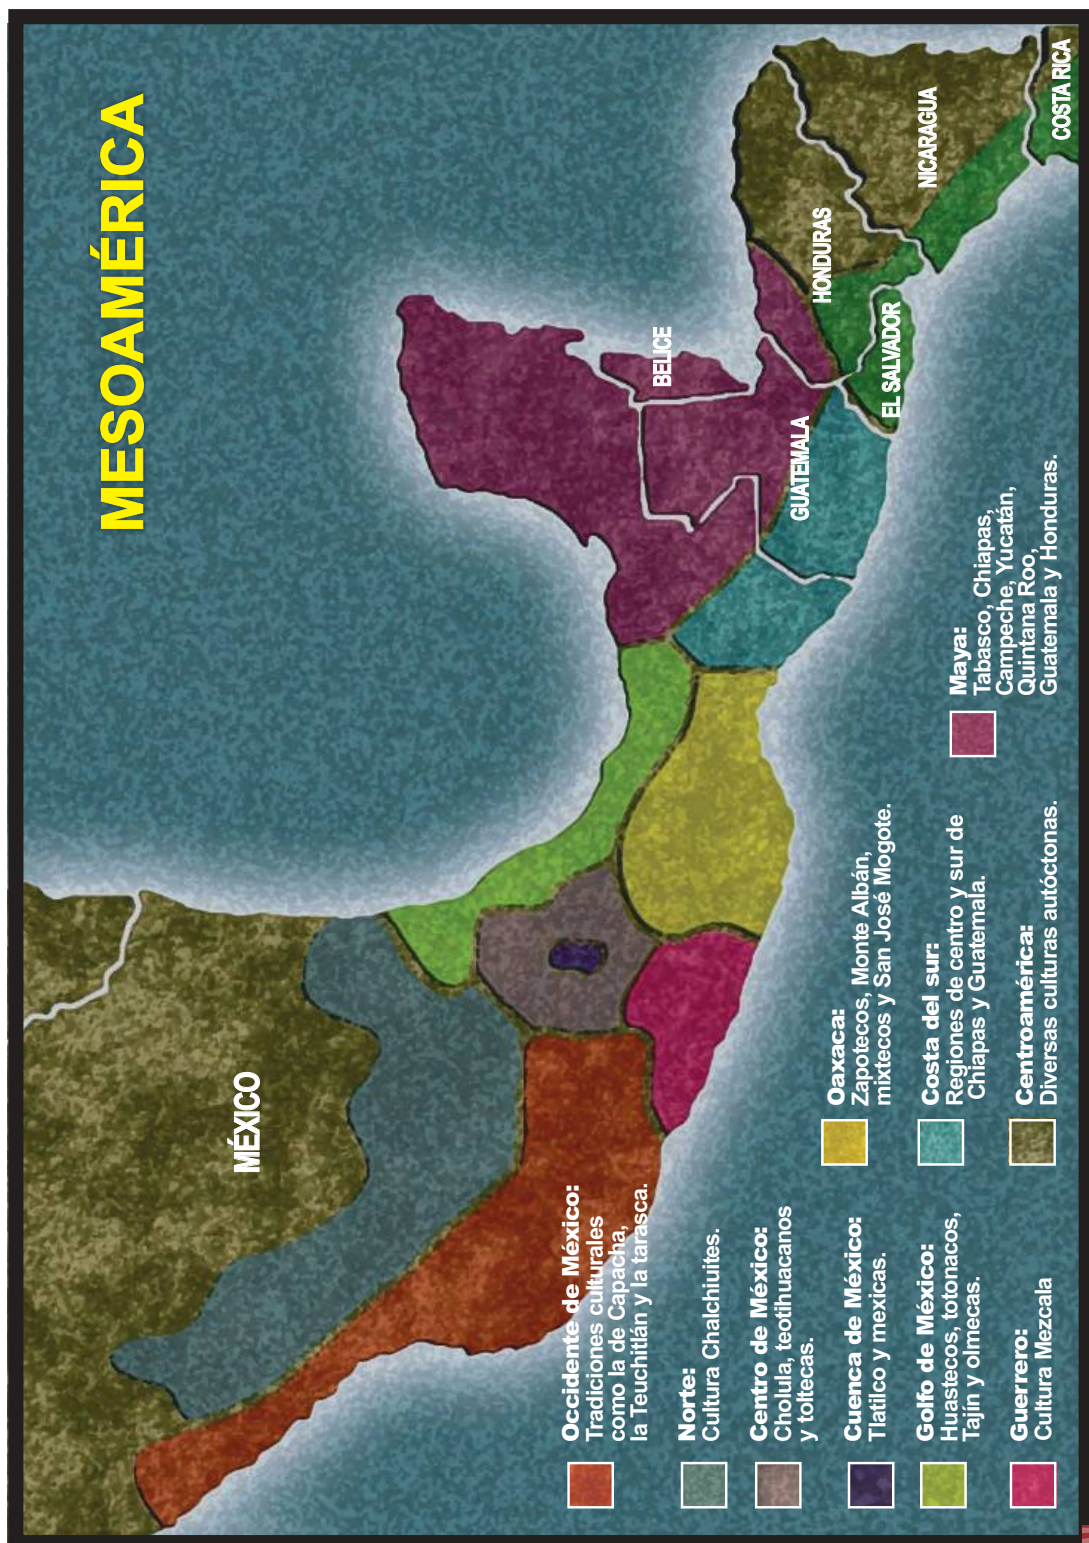 MESOAMÉRICA
MÉXICO
BELICE
GUATEMALA
HONDURAS
EL SALVADOR
NICARAGUA
COSTA RICA
Occidente de México:
Tradiciones culturales
como la de Capacha,
la Teuchitlán y la tarasca.
Norte:
Cultura Chalchiuites.
Centro de México:
Cholula, teotihuacanos
y toltecas.
Cuenca de México:
Tlatilco y mexicas.
Golfo de México:
Huastecos, totonacos,
Tajín y olmecas.
Guerrero:
Cultura Mezcala
Oaxaca:
Zapotecos, Monte Albán,
mixtecos y San José Mogote.
Costa del sur:
Regiones de centro y sur de
Chiapas y Guatemala.
Centroamérica:
Diversas culturas autóctonas.
Maya:
Tabasco, Chiapas,
Campeche, Yucatán,
Quintana Roo,
Guatemala y Honduras.